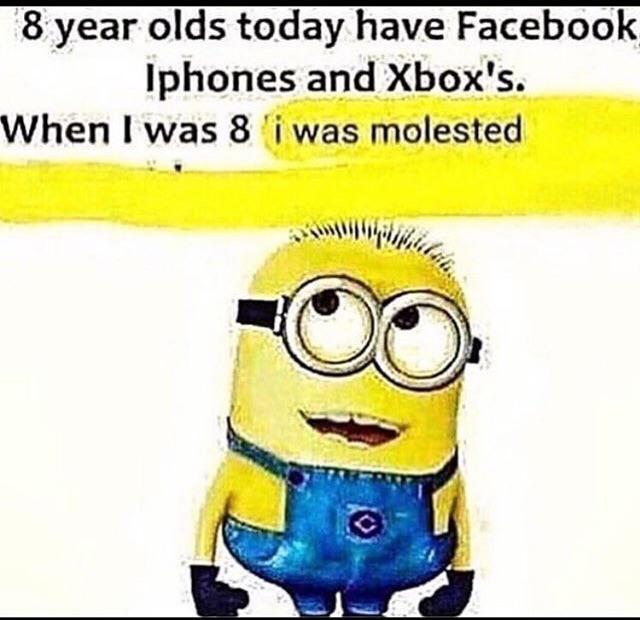 8 year olds today have Facebook,
Iphones and Xbox's.
When I was 8 i was molested